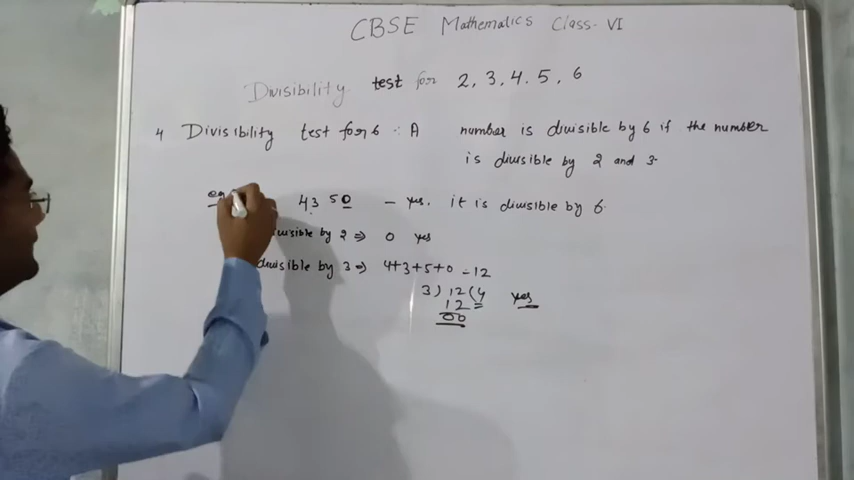 CBSE Mathematics Class-VI
Divisibility test for 2, 3, 4. 5, 6
4 Divisibility test for 6 :- A number is divisible by 6 if the number
is divisible by 2 and 3.
eg 4350 - yes. it is divisible by 6.
divisible by 2 ⇒ 0 yes
divisible by 3 ⇒ 4+3+5+0 = 12
3 ) 12 ( 4 yes
12
00